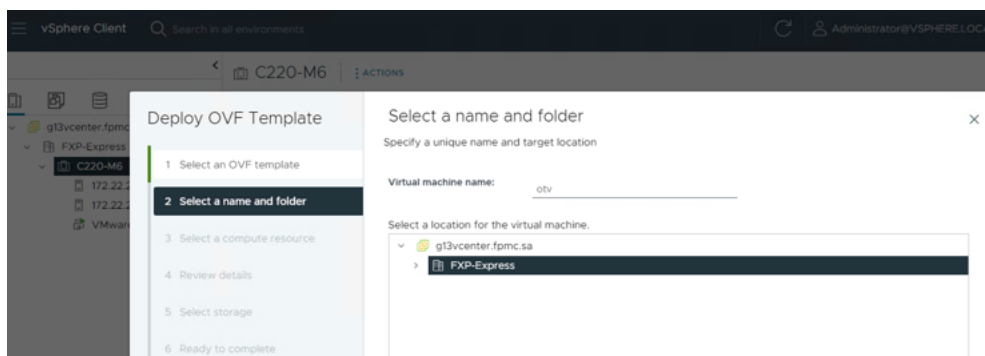 vSphere Client
Search in all environments
Administrator@VSPHERE.LOCA
C220-M6
ACTIONS
g13vcenter.fpmc
FXP-Express
C220-M6
172.22.2
172.22.2
VMwar
Deploy OVF Template
1 Select an OVF template
2 Select a name and folder
3 Select a compute resource
4 Review details
5 Select storage
6 Ready to complete
Select a name and folder
Specify a unique name and target location
Virtual machine name:
otv
Select a location for the virtual machine.
g13vcenter.fpmc.sa
FXP-Express